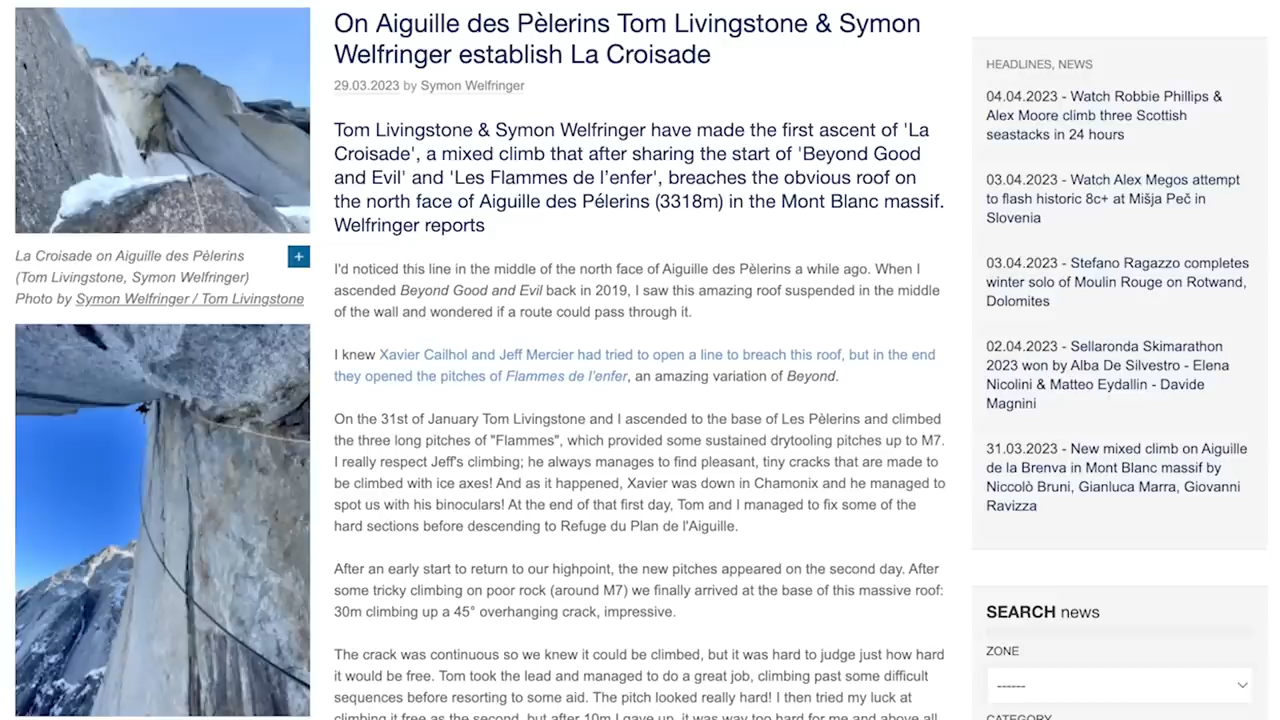 On Aiguille des Pèlerins Tom Livingstone & Symon
Welfringer establish La Croisade
29.03.2023 by Symon Welfringer
Tom Livingstone & Symon Welfringer have made the first ascent of 'La
Croisade', a mixed climb that after sharing the start of 'Beyond Good
and Evil' and 'Les Flammes de l’enfer', breaches the obvious roof on
the north face of Aiguille des Pélerins (3318m) in the Mont Blanc massif.
Welfringer reports
La Croisade on Aiguille des Pèlerins
(Tom Livingstone, Symon Welfringer)
Photo by Symon Welfringer / Tom Livingstone
+
I'd noticed this line in the middle of the north face of Aiguille des Pèlerins a while ago. When I
ascended Beyond Good and Evil back in 2019, I saw this amazing roof suspended in the middle
of the wall and wondered if a route could pass through it.
I knew Xavier Cailhol and Jeff Mercier had tried to open a line to breach this roof, but in the end
they opened the pitches of Flammes de l’enfer, an amazing variation of Beyond.
On the 31st of January Tom Livingstone and I ascended to the base of Les Pèlerins and climbed
the three long pitches of "Flammes", which provided some sustained drytooling pitches up to M7.
I really respect Jeff's climbing; he always manages to find pleasant, tiny cracks that are made to
be climbed with ice axes! And as it happened, Xavier was down in Chamonix and he managed to
spot us with his binoculars! At the end of that first day, Tom and I managed to fix some of the
hard sections before descending to Refuge du Plan de l'Aiguille.
After an early start to return to our highpoint, the new pitches appeared on the second day. After
some tricky climbing on poor rock (around M7) we finally arrived at the base of this massive roof:
30m climbing up a 45° overhanging crack, impressive.
The crack was continuous so we knew it could be climbed, but it was hard to judge just how hard
it would be free. Tom took the lead and managed to do a great job, climbing past some difficult
sequences before resorting to some aid. The pitch looked really hard! I then tried my luck at
climbing it free as the second, but after 10m I gave up, it was way too hard for me and above all
HEADLINES, NEWS
04.04.2023 - Watch Robbie Phillips &
Alex Moore climb three Scottish
seastacks in 24 hours
03.04.2023 - Watch Alex Megos attempt
to flash historic 8c+ at Mišja Peč in
Slovenia
03.04.2023 - Stefano Ragazzo completes
winter solo of Moulin Rouge on Rotwand,
Dolomites
02.04.2023 - Sellaronda Skimarathon
2023 won by Alba De Silvestro - Elena
Nicolini & Matteo Eydallin - Davide
Magnini
31.03.2023 - New mixed climb on Aiguille
de la Brenva in Mont Blanc massif by
Niccolò Bruni, Gianluca Marra, Giovanni
Ravizza
SEARCH news
ZONE
------
CATEGORY